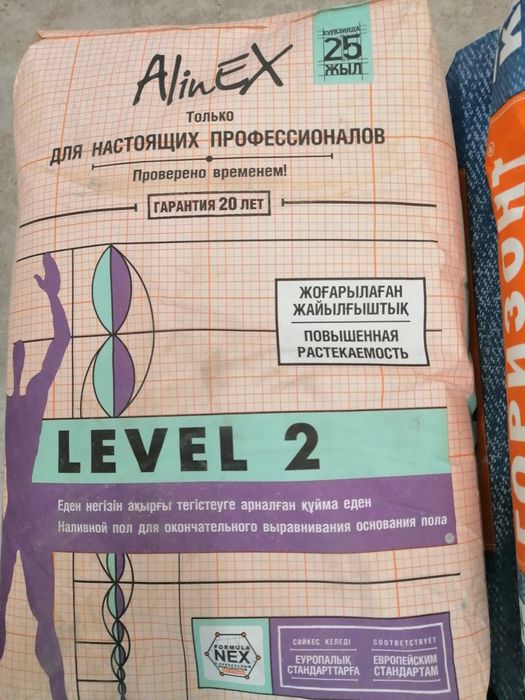 AlinEX
ЕУРАЗИЯДА
25
ЖЫЛ
Только
ДЛЯ НАСТОЯЩИХ ПРОФЕССИОНАЛОВ
Проверено временем!
ГАРАНТИЯ 20 ЛЕТ
ЖОҒАРЫЛАҒАН
ЖАЙЫЛҒЫШТЫҚ
ПОВЫШЕННАЯ
РАСТЕКАЕМОСТЬ
LEVEL 2
Еден негізін ақырғы тегістеуге арналған құйма еден
Наливной пол для окончательного выравнивания основания пола
FORMULA
NEX
СӘЙКЕС КЕЛЕДІ
ЕУРОПАЛЫҚ
СТАНДАРТТАРҒА
СООТВЕТСТВУЕТ
ЕВРОПЕЙСКИМ
СТАНДАРТАМ
ГОРИЗОНТ®